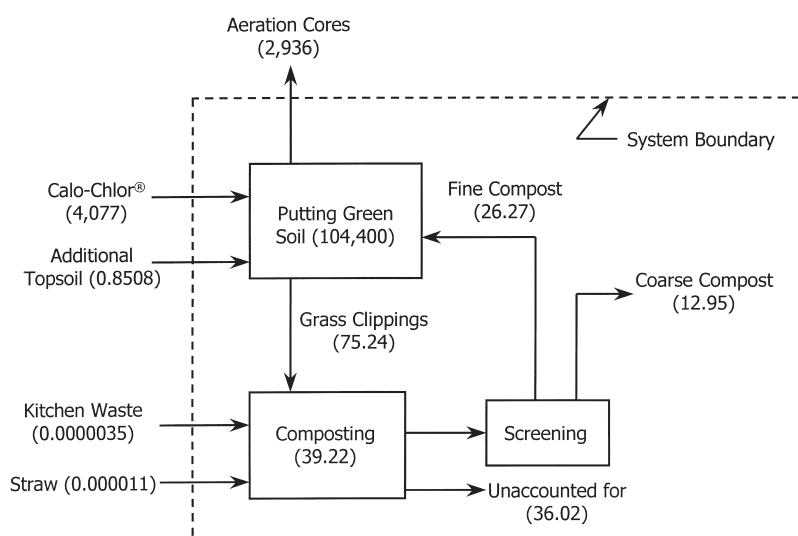 Aeration Cores
(2,936)
System Boundary
Calo-Chlor®
(4,077)
Putting Green
Soil (104,400)
Fine Compost
(26.27)
Additional
Topsoil (0.8508)
Coarse Compost
(12.95)
Grass Clippings
(75.24)
Kitchen Waste
(0.0000035)
Composting
(39.22)
Screening
Straw (0.000011)
Unaccounted for
(36.02)